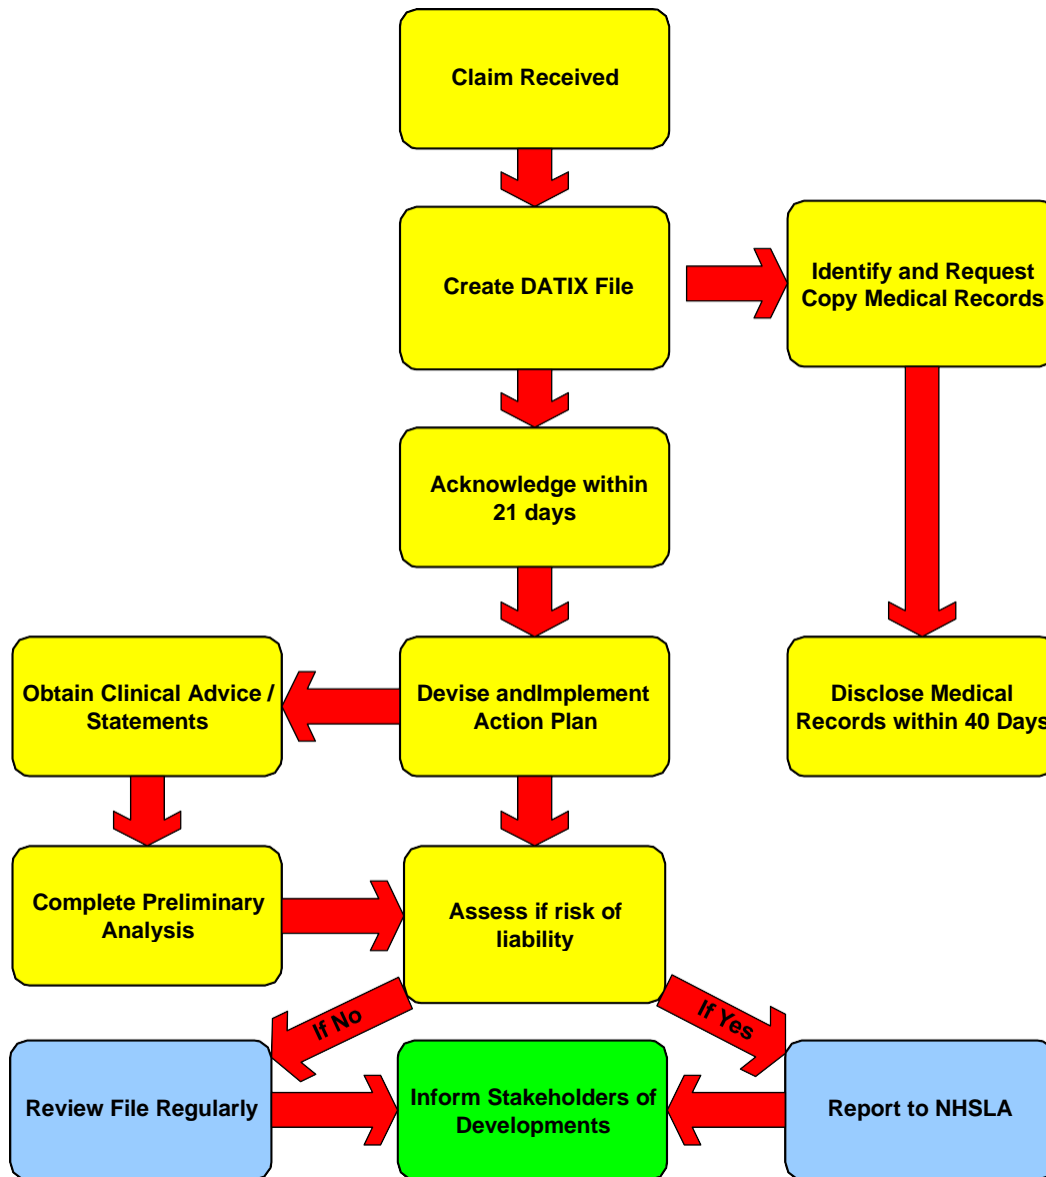 Claim Received
Create DATIX File
Identify and Request
Copy Medical Records
Acknowledge within
21 days
Obtain Clinical Advice /
Statements
Devise andImplement
Action Plan
Disclose Medical
Records within 40 Days
Complete Preliminary
Analysis
Assess if risk of
liability
If No
If Yes
Review File Regularly
Inform Stakeholders of
Developments
Report to NHSLA